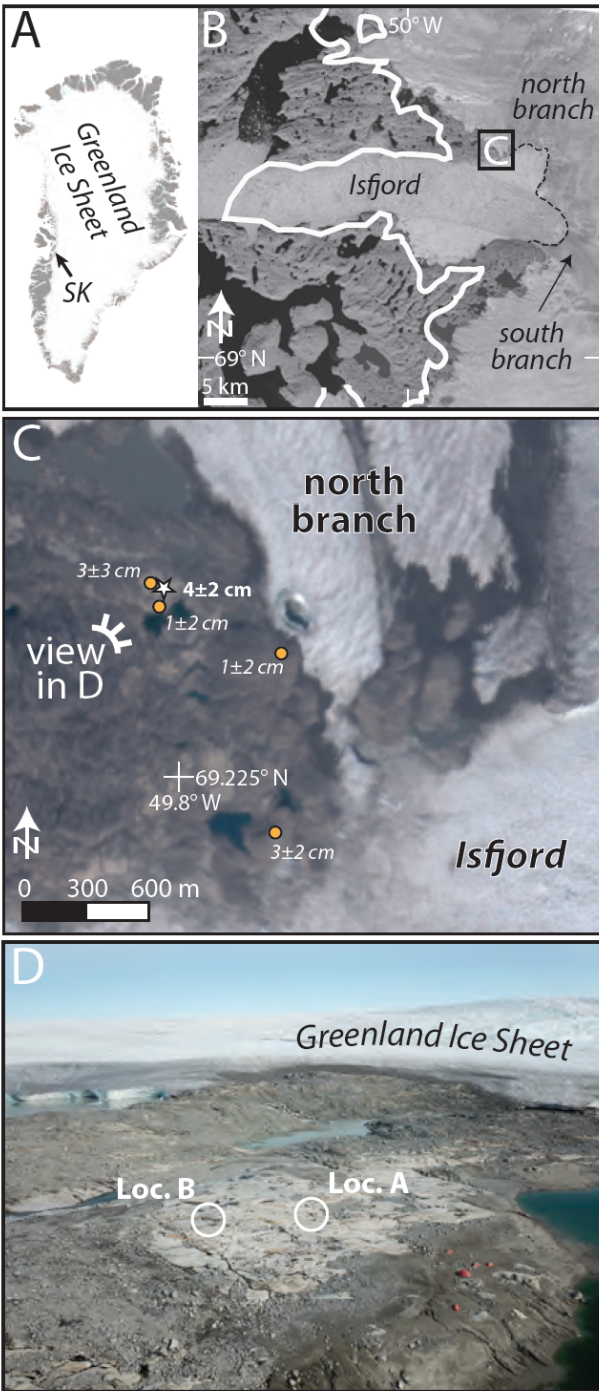 A
Greenland
Ice Sheet
SK
B
50° W
north
branch
C
Isfjord
south
branch
N
69° N
5 km
C
north
branch
3±3 cm
4±2 cm
1±2 cm
view
in D
1±2 cm
69.225° N
49.8° W
N
3±2 cm
Isfjord
0 300 600 m
D
Greenland Ice Sheet
Loc. B
Loc. A